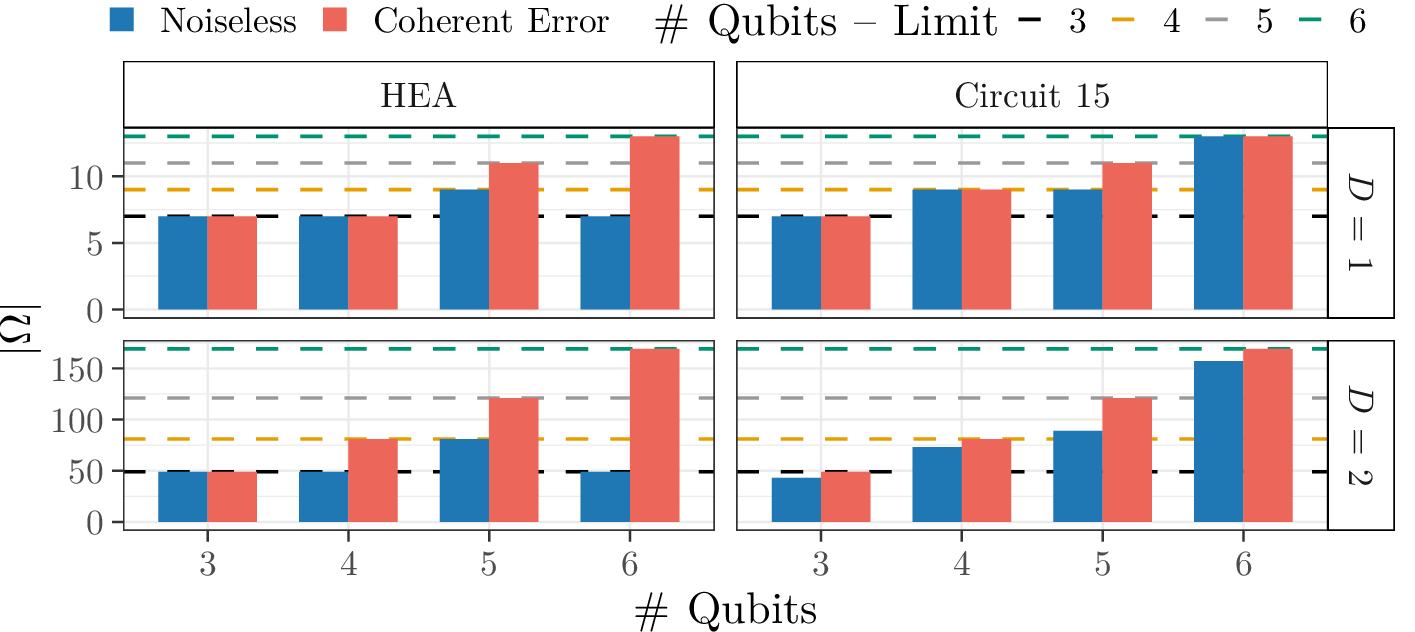 Noiseless Coherent Error # Qubits – Limit 3 4 5 6
HEA Circuit 15
10
5
0
D = 1
|Ω|
150
100
50
0
D = 2
3 4 5 6 3 4 5 6
# Qubits